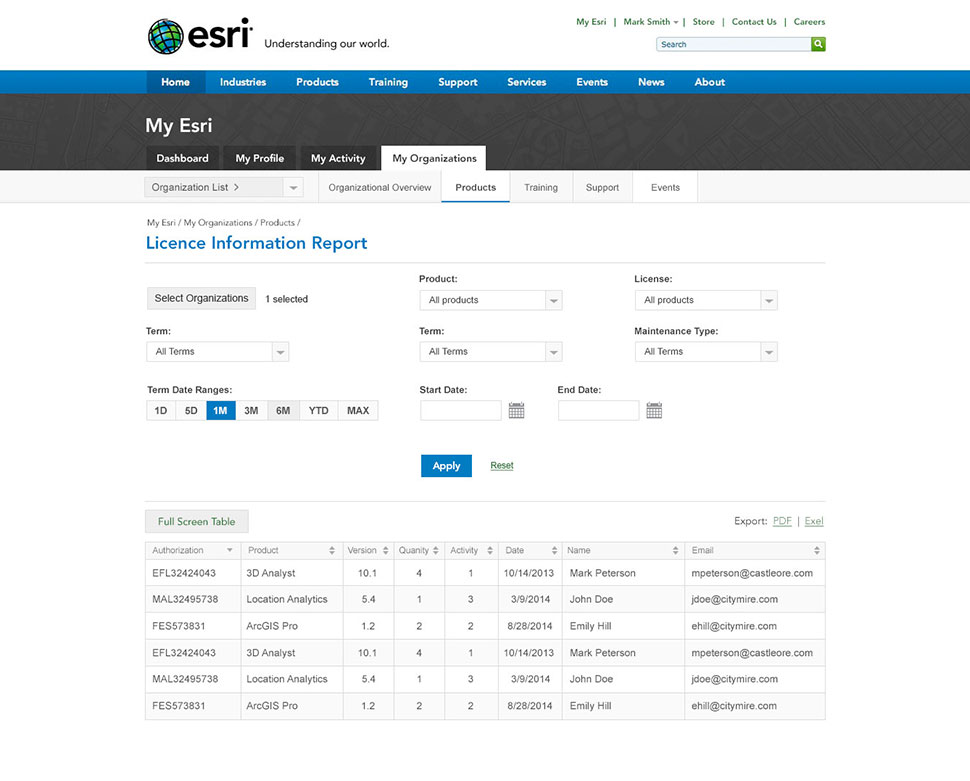 My Esri | Mark Smith | Store | Contact Us | Careers
esri Understanding our world.
Search
Home Industries Products Training Support Services Events News About
My Esri
Dashboard My Profile My Activity My Organizations
Organization List > Organizational Overview Products Training Support Events
My Esri / My Organizations / Products /
Licence Information Report
Product: License:
Select Organizations 1 selected All products All products
Term: Term: Maintenance Type:
All Terms All Terms All Terms
Term Date Ranges: Start Date: End Date:
1D 5D 1M 3M 6M YTD MAX
Apply Reset
Full Screen Table Export: PDF | Exel
Authorization Product Version Quanity Activity Date Name Email
EFL32424043 3D Analyst 10.1 4 1 10/14/2013 Mark Peterson mpeterson@castleore.com
MAL32495738 Location Analytics 5.4 1 3 3/9/2014 John Doe jdoe@citymire.com
FES573831 ArcGIS Pro 1.2 2 2 8/28/2014 Emily Hill ehill@citymire.com
EFL32424043 3D Analyst 10.1 4 1 10/14/2013 Mark Peterson mpeterson@castleore.com
MAL32495738 Location Analytics 5.4 1 3 3/9/2014 John Doe jdoe@citymire.com
FES573831 ArcGIS Pro 1.2 2 2 8/28/2014 Emily Hill ehill@citymire.com